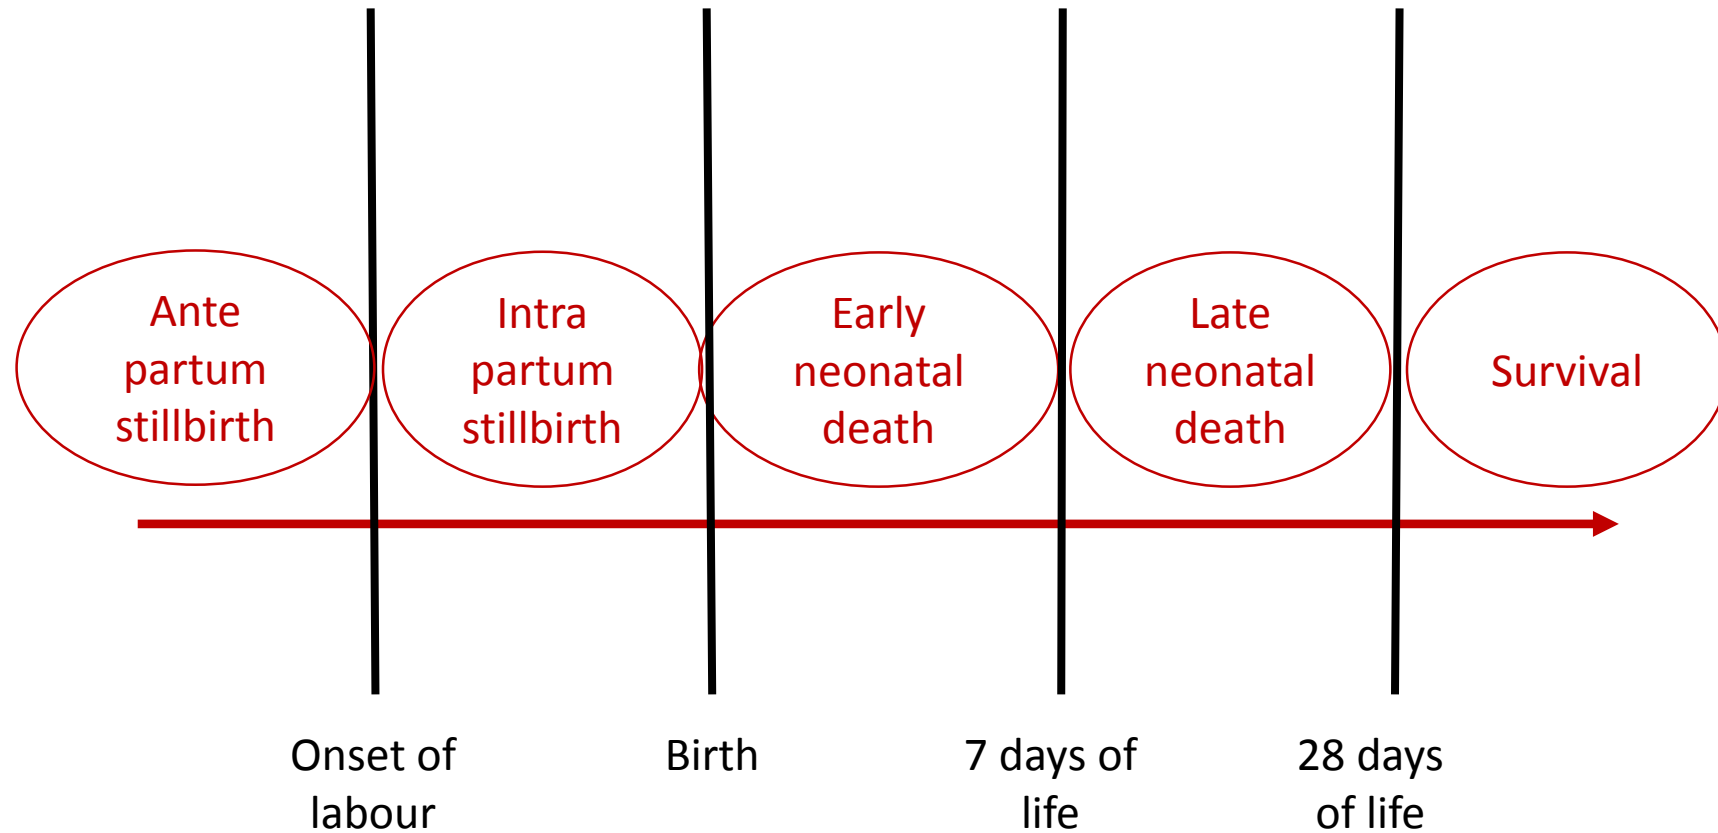 Ante
partum
stillbirth
Intra
partum
stillbirth
Early
neonatal
death
Late
neonatal
death
Survival
Onset of
labour
Birth
7 days of
life
28 days
of life